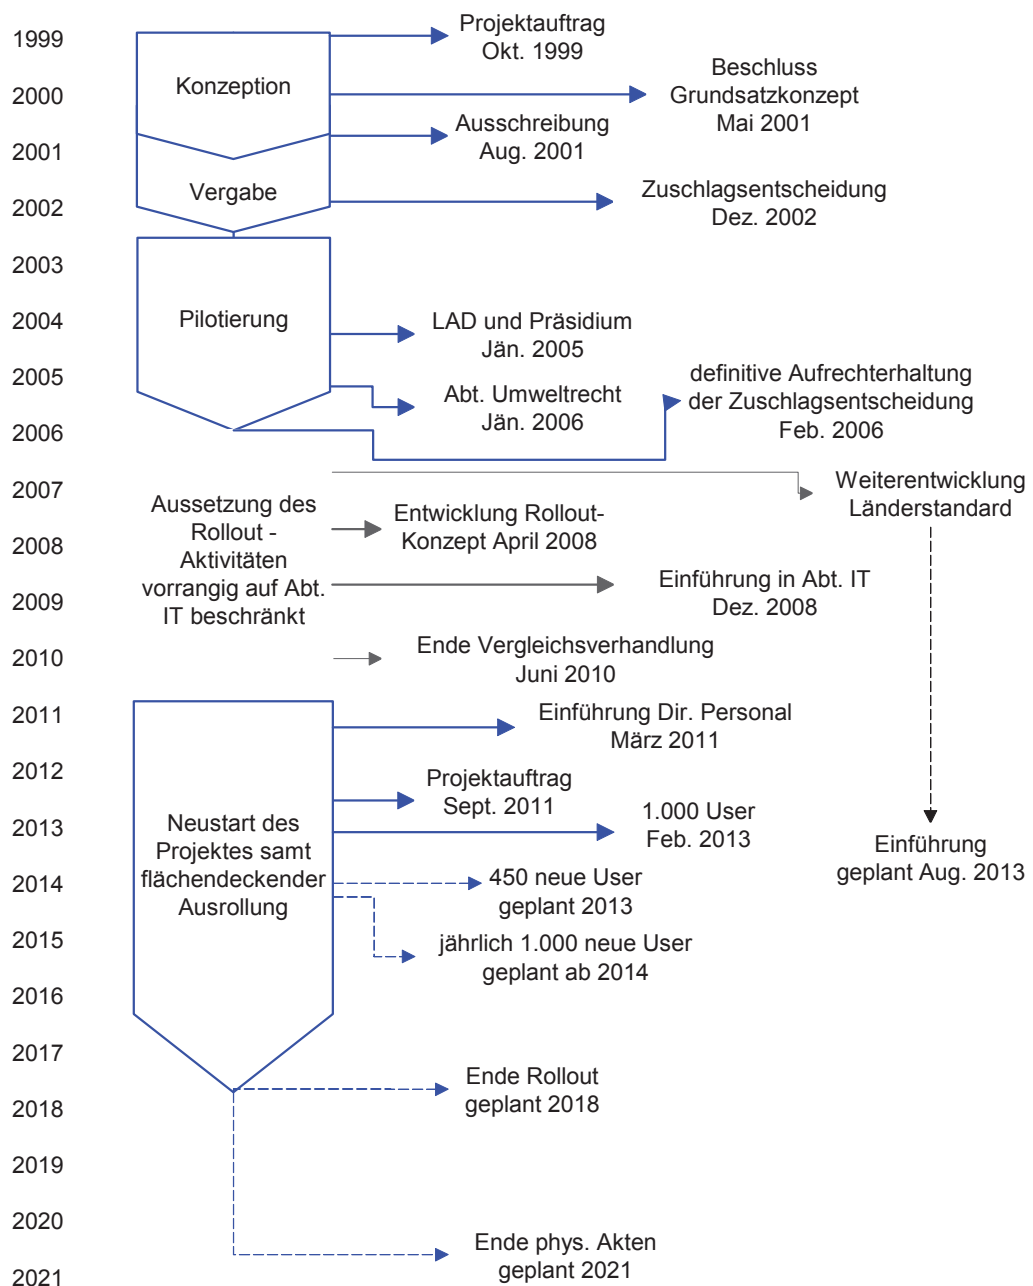 1999
Projektauftrag
Okt. 1999
Konzeption
2000
Beschluss
Grundsatzkonzept
Mai 2001
2001
Ausschreibung
Aug. 2001
Vergabe
2002
Zuschlagsentscheidung
Dez. 2002
2003
Pilotierung
2004
LAD und Präsidium
Jän. 2005
2005
Abt. Umweltrecht
Jän. 2006
definitive Aufrechterhaltung
der Zuschlagsentscheidung
Feb. 2006
2006
2007
Weiterentwicklung
Länderstandard
Aussetzung des
Rollout -
Aktivitäten
vorrangig auf Abt.
IT beschränkt
Entwicklung Rollout-
Konzept April 2008
2008
Einführung in Abt. IT
Dez. 2008
2009
2010
Ende Vergleichsverhandlung
Juni 2010
2011
Einführung Dir. Personal
März 2011
2012
Projektauftrag
Sept. 2011
2013
1.000 User
Feb. 2013
Neustart des
Projektes samt
flächendeckender
Ausrollung
Einführung
geplant Aug. 2013
2014
450 neue User
geplant 2013
2015
jährlich 1.000 neue User
geplant ab 2014
2016
2017
Ende Rollout
geplant 2018
2018
2019
2020
Ende phys. Akten
geplant 2021
2021